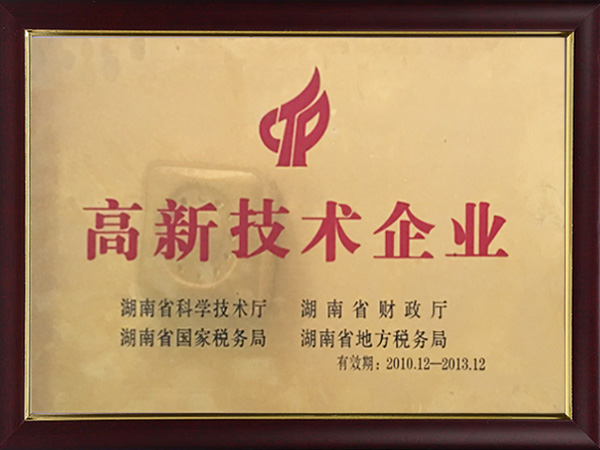 CTP
高新技术企业
湖南省科学技术厅 湖南省财政厅
湖南省国家税务局 湖南省地方税务局
有效期：2010.12—2013.12